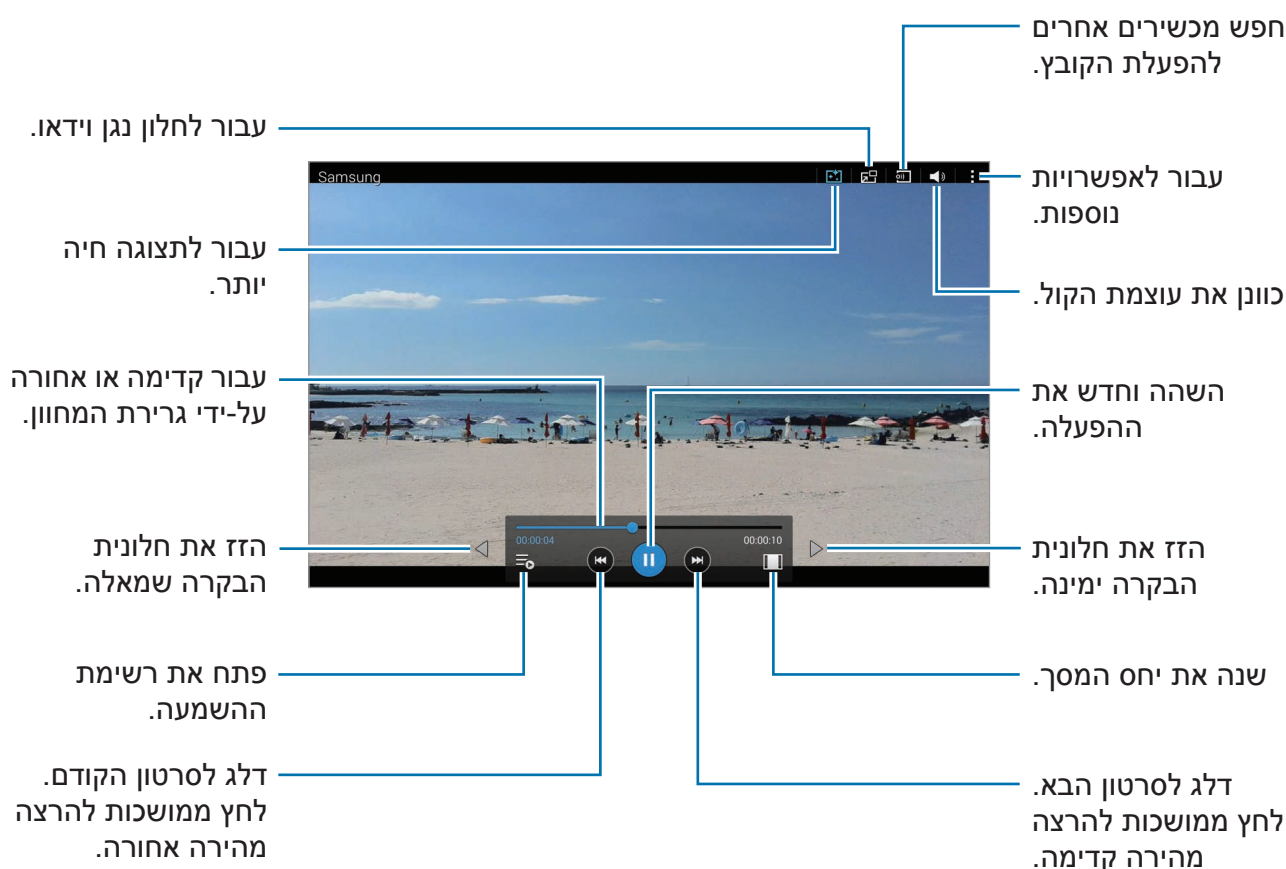 חפש מכשירים אחרים
להפעלת הקובץ.
עבור לחלון נגן וידאו.
עבור לאפשרויות
נוספות.
עבור לתצוגה חיה
יותר.
כוונן את עוצמת הקול.
עבור קדימה או אחורה
על-ידי גרירת המחוון.
השהה וחדש את
ההפעלה.
הזז את חלונית
הבקרה שמאלה.
הזז את חלונית
הבקרה ימינה.
פתח את רשימת
ההשמעה.
שנה את יחס המסך.
דלג לסרטון הקודם.
לחץ ממושכות להרצה
מהירה אחורה.
דלג לסרטון הבא.
לחץ ממושכות להרצה
מהירה קדימה.
Samsung
00:00:04
00:00:10